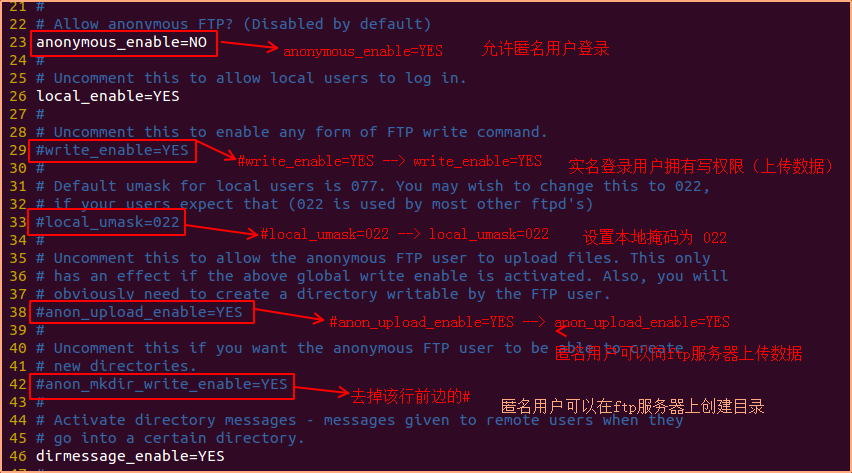 21 #
22 # Allow anonymous FTP? (Disabled by default)
23 anonymous_enable=NO
anonymous_enable=YES 允许匿名用户登录
24 #
25 # Uncomment this to allow local users to log in.
26 local_enable=YES
27 #
28 # Uncomment this to enable any form of FTP write command.
29 #write_enable=YES
#write_enable=YES --> write_enable=YES 实名登录用户拥有写权限（上传数据）
30 #
31 # Default umask for local users is 077. You may wish to change this to 022,
32 # if your users expect that (022 is used by most other ftpd's)
33 #local_umask=022
#local_umask=022 --> local_umask=022 设置本地掩码为 022
34 #
35 # Uncomment this to allow the anonymous FTP user to upload files. This only
36 # has an effect if the above global write enable is activated. Also, you will
37 # obviously need to create a directory writable by the FTP user.
38 #anon_upload_enable=YES
#anon_upload_enable=YES --> anon_upload_enable=YES
39 #
匿名用户可以向ftp服务器上传数据
40 # Uncomment this if you want the anonymous FTP user to be able to create
41 # new directories.
42 #anon_mkdir_write_enable=YES
去掉该行前边的#
43 #
匿名用户可以在ftp服务器上创建目录
44 # Activate directory messages - messages given to remote users when they
45 # go into a certain directory.
46 dirmessage_enable=YES